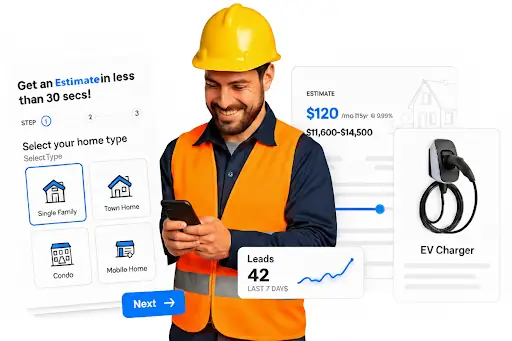 Get an Estimate in less
than 30 secs!
STEP 1 2 3
Select your home type
Select Type
Single Family
Town Home
Condo
Mobile Home
Next →
ESTIMATE
$120 /mo 15yr @ 9.99%
$11,600-$14,500
Leads
42
LAST 7 DAYS
EV Charger